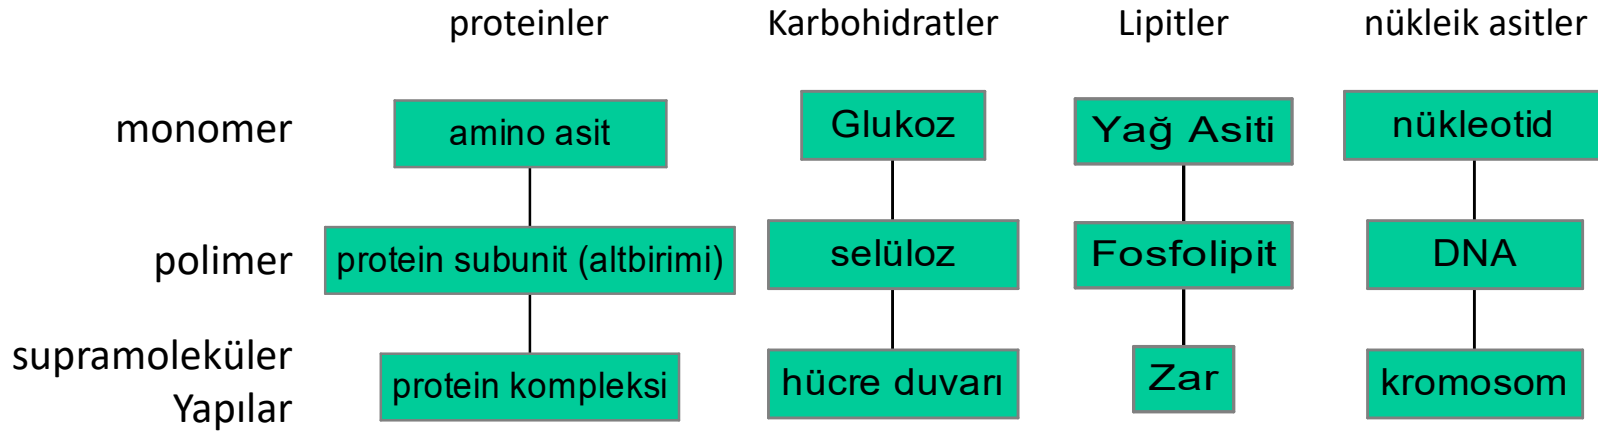 proteinler Karbohidratler Lipitler nükleik asitler
monomer amino asit Glukoz Yağ Asiti nükleotid
polimer protein subunit (altbirimi) selüloz Fosfolipit DNA
supramoleküler
Yapılar protein kompleksi hücre duvarı Zar kromosom